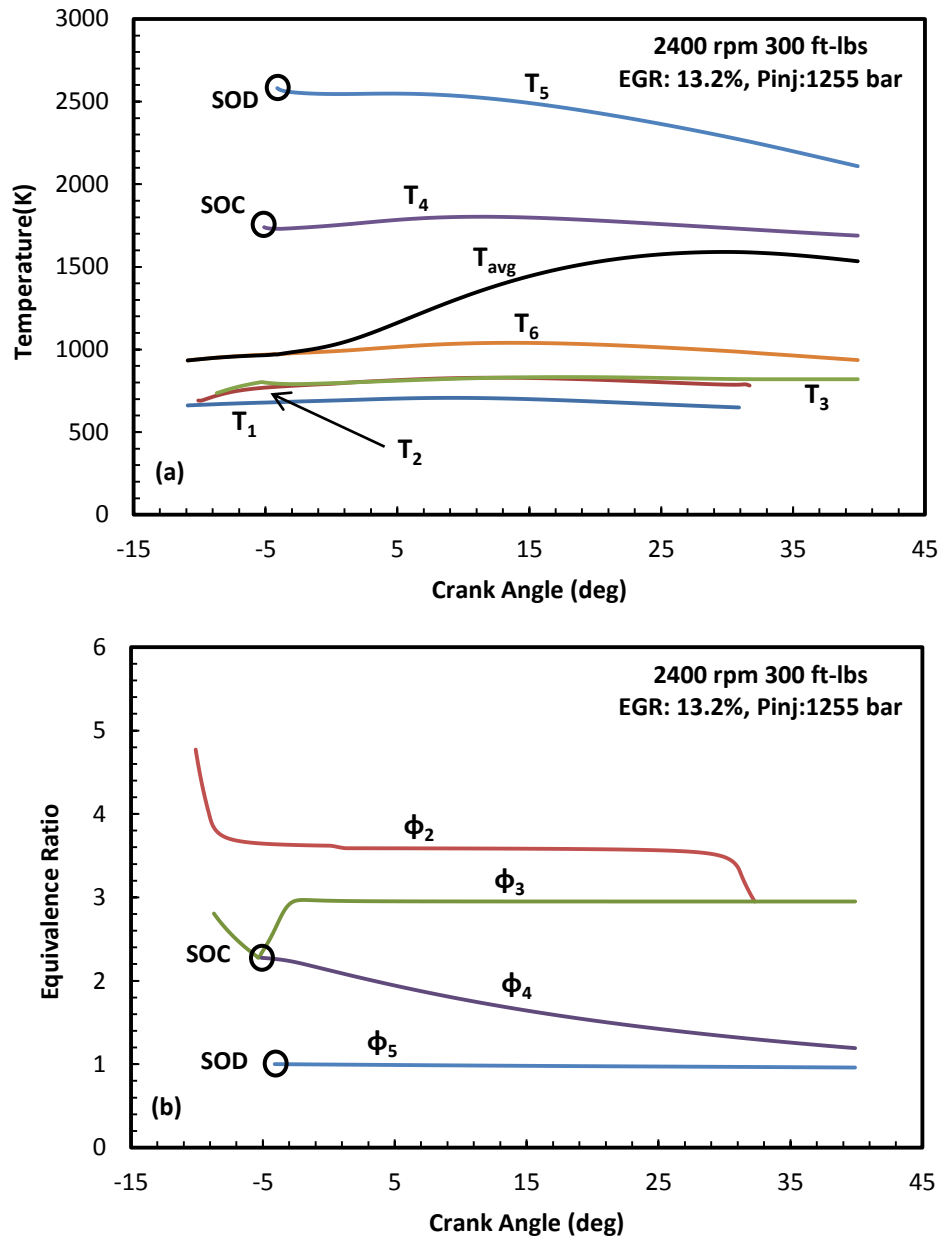 3000
2500
2000
1500
1000
500
0
Temperature(K)
2400 rpm 300 ft-lbs
EGR: 13.2%, Pinj:1255 bar
SOD
T5
SOC
T4
Tavg
T6
T1
T2
T3
(a)
-15
-5
5
15
25
35
45
Crank Angle (deg)
6
5
4
3
2
1
0
Equivalence Ratio
2400 rpm 300 ft-lbs
EGR: 13.2%, Pinj:1255 bar
ϕ2
ϕ3
SOC
ϕ4
SOD
ϕ5
(b)
-15
-5
5
15
25
35
45
Crank Angle (deg)